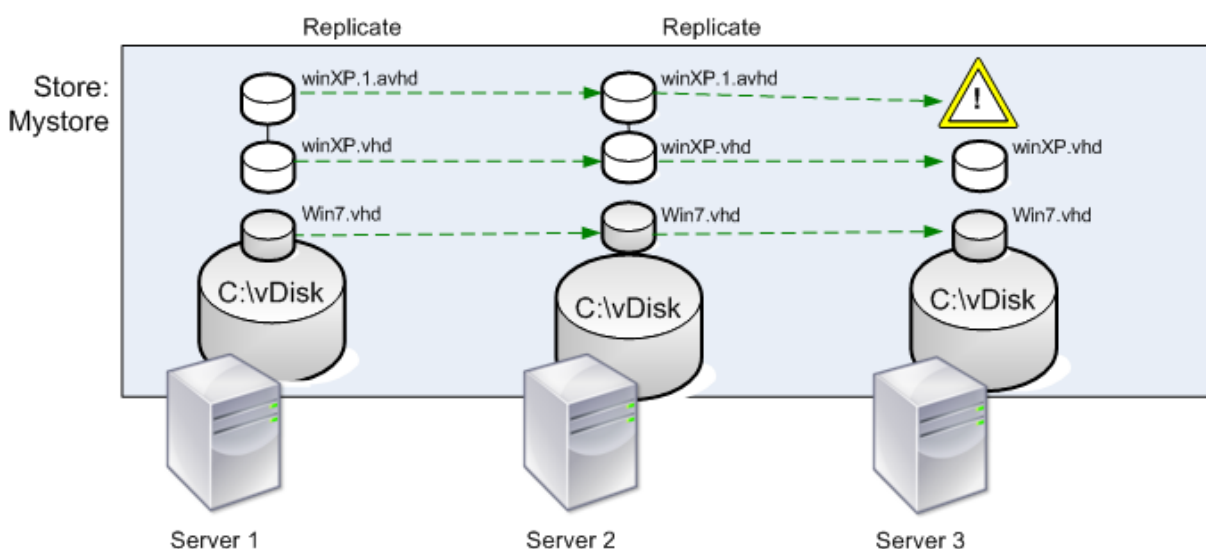 Replicate
Replicate
Store:
Mystore
winXP.1.avhd
winXP.1.avhd
!
winXP.vhd
winXP.vhd
winXP.vhd
Win7.vhd
Win7.vhd
Win7.vhd
C:\vDisk
C:\vDisk
C:\vDisk
Server 1
Server 2
Server 3